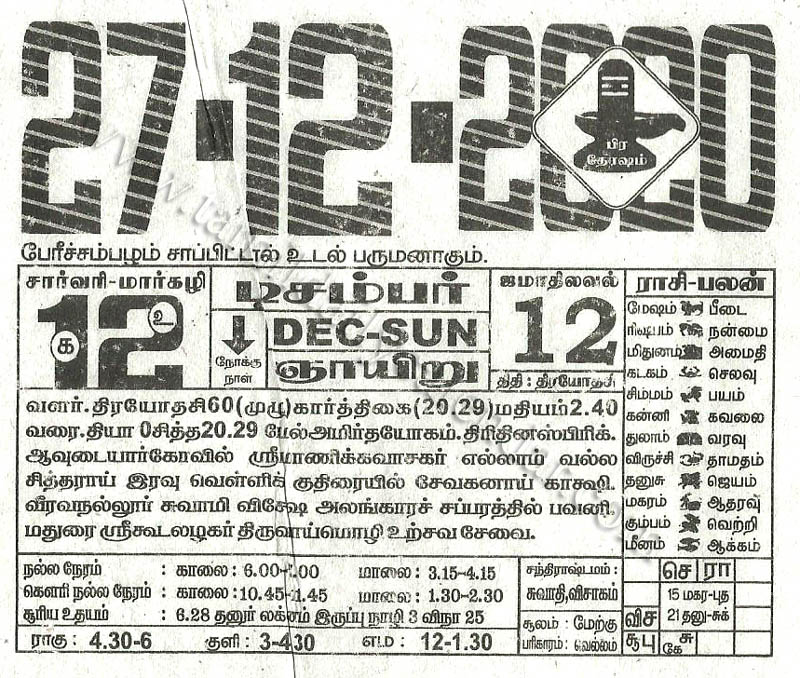 27-12-2020
பிர
தோஷம்
பேரீச்சம்பழம் சாப்பிட்டால் உடல் பருமனாகும்.
சார்வரி-மார்கழி
12
க உ
டிசம்பர்
DEC-SUN
ஞாயிறு
நோக்கு
நாள்
ஜமாதிலவல்
12
திதி : திரயோதசி
ராசி-பலன்
மேஷம் பீடை
ரிஷபம் நன்மை
மிதுனம் அமைதி
கடகம் செலவு
சிம்மம் பயம்
கன்னி கவலை
துலாம் வரவு
விருச்சி தாமதம்
தனுசு ஜெயம்
மகரம் ஆதரவு
கும்பம் வெற்றி
மீனம் ஆக்கம்
வளர். திரயோதசி60(முழு)கார்த்திகை(20.29)மதியம்2.40
வரை.தியா 0சித்த20.29 மேல்அமிர்தயோகம். திரிதினஸ்பிரிக்.
ஆவுடையார்கோவில் ஸ்ரீமாணிக்கவாசகர் எல்லாம் வல்ல
சித்தராய் இரவு வெள்ளிக் குதிரையில் சேவகனாய் காக்ஷி.
வீரவநல்லூர் சுவாமி விசேஷ அலங்காரச் சப்பரத்தில் பவனி.
மதுரை ஸ்ரீகூடலழகர் திருவாய்மொழி உற்சவ சேவை.
நல்ல நேரம் : காலை : 6.00- மாலை : 3.15-4.15
கௌரி நல்ல நேரம் : காலை : 10.45- மாலை : 1.30-2.30
சூரிய உதயம் : 6.28 தனுர் லக்னம் இருப்பு நாழி 3 விநா 25
ராகு : 4.30-6 குளி : 3-430 எம : 12-1.30
சந்திராஷ்டமம் :
சுவாதி,விசாகம்
சூலம் : மேற்கு
பரிகாரம் : வெல்லம்
செ ரா
15 மகர-புத
விச 21 தனு-சுக்
சூபு சு
கே